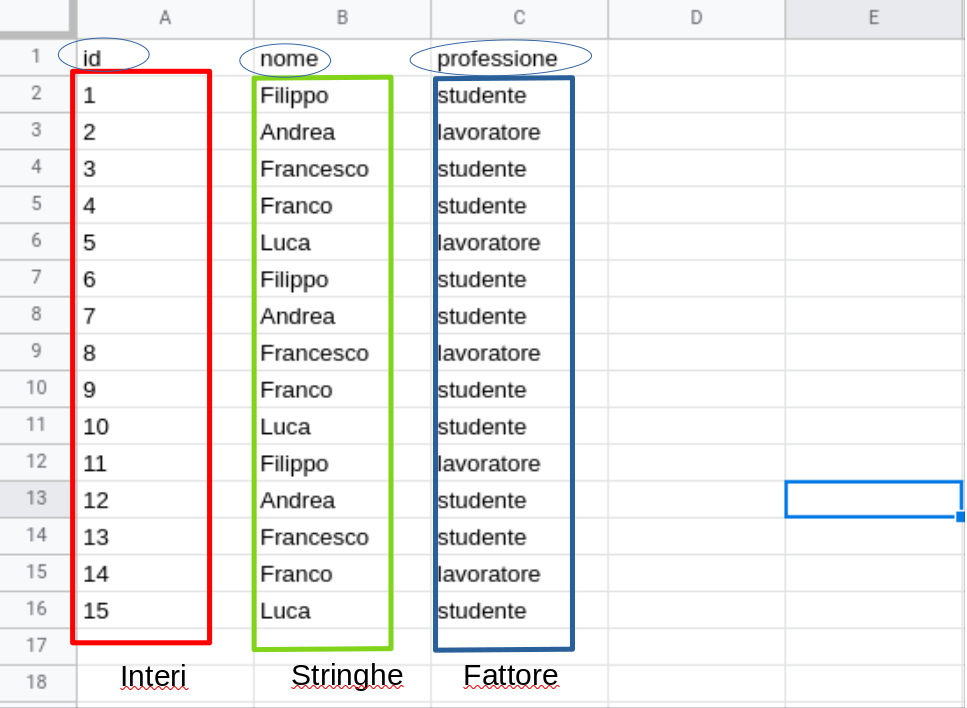 A B C D E
1 id nome professione
2 1 Filippo studente
3 2 Andrea lavoratore
4 3 Francesco studente
5 4 Franco studente
6 5 Luca lavoratore
7 6 Filippo studente
8 7 Andrea studente
9 8 Francesco lavoratore
10 9 Franco studente
11 10 Luca studente
12 11 Filippo lavoratore
13 12 Andrea studente
14 13 Francesco studente
15 14 Franco lavoratore
16 15 Luca studente
17
18 Interi Stringhe Fattore